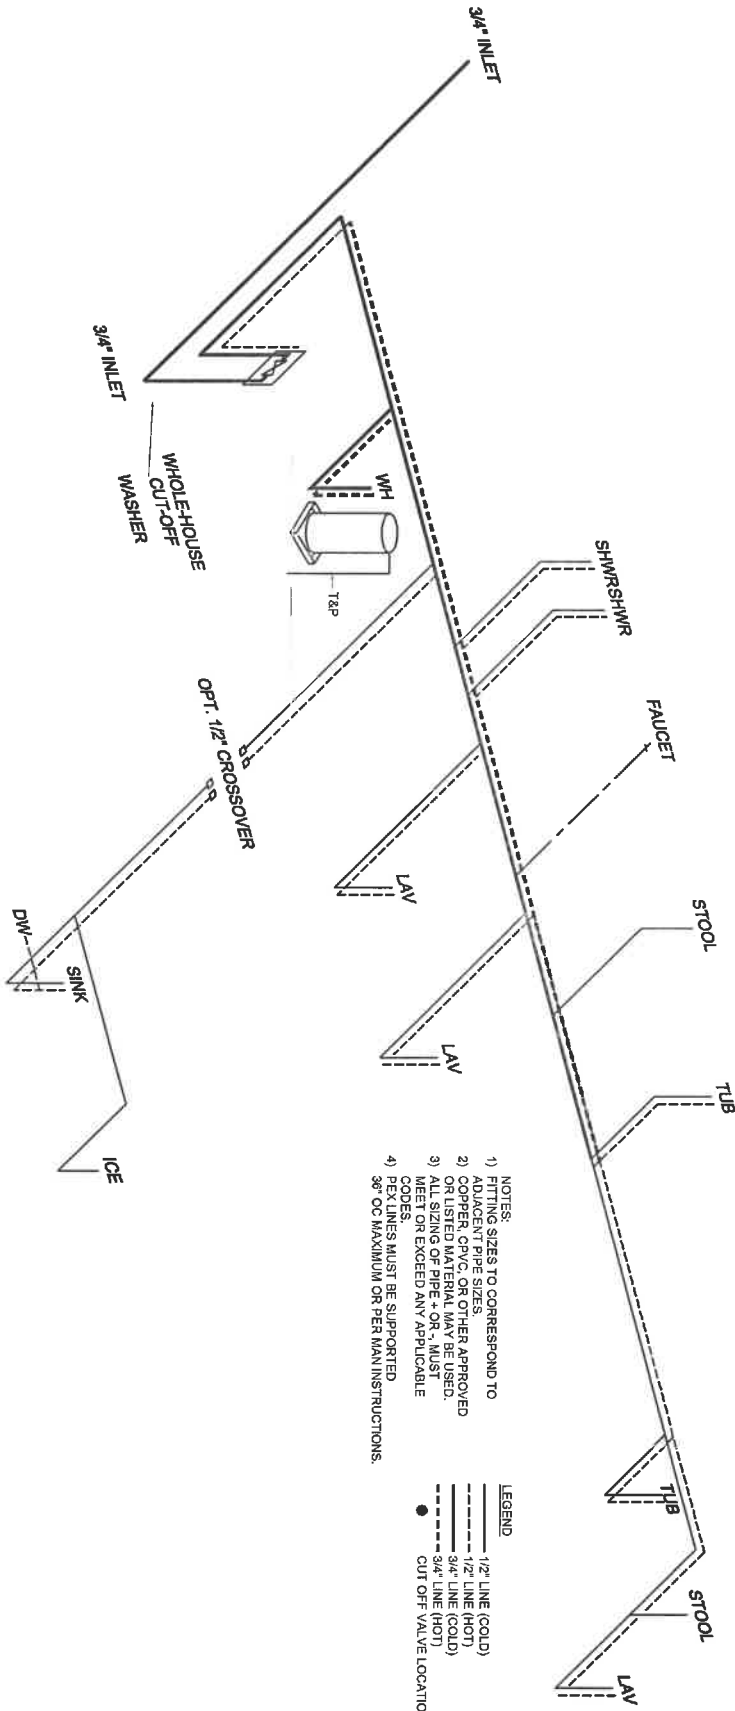 3/4" INLET
3/4" INLET
WHOLE-HOUSE
CUT-OFF
WASHER
WH
T&P
SHWR
SHWR
FAUCET
OPT. 1/2" CROSSOVER
LAV
STOOL
LAV
DW
SINK
ICE
TUB
TUB
STOOL
LAV
NOTES:
1) FITTING SIZES TO CORRESPOND TO
ADJACENT PIPE SIZES.
2) COPPER, CPVC, OR OTHER APPROVED
OR LISTED MATERIAL MAY BE USED.
3) ALL SIZING OF PIPE + OR -, MUST
MEET OR EXCEED ANY APPLICABLE
CODES.
4) PEX LINES MUST BE SUPPORTED
36" OC MAXIMUM OR PER MAN INSTRUCTIONS.
LEGEND
1/2" LINE (COLD)
1/2" LINE (HOT)
3/4" LINE (COLD)
3/4" LINE (HOT)
CUT OFF VALVE LOCATIO